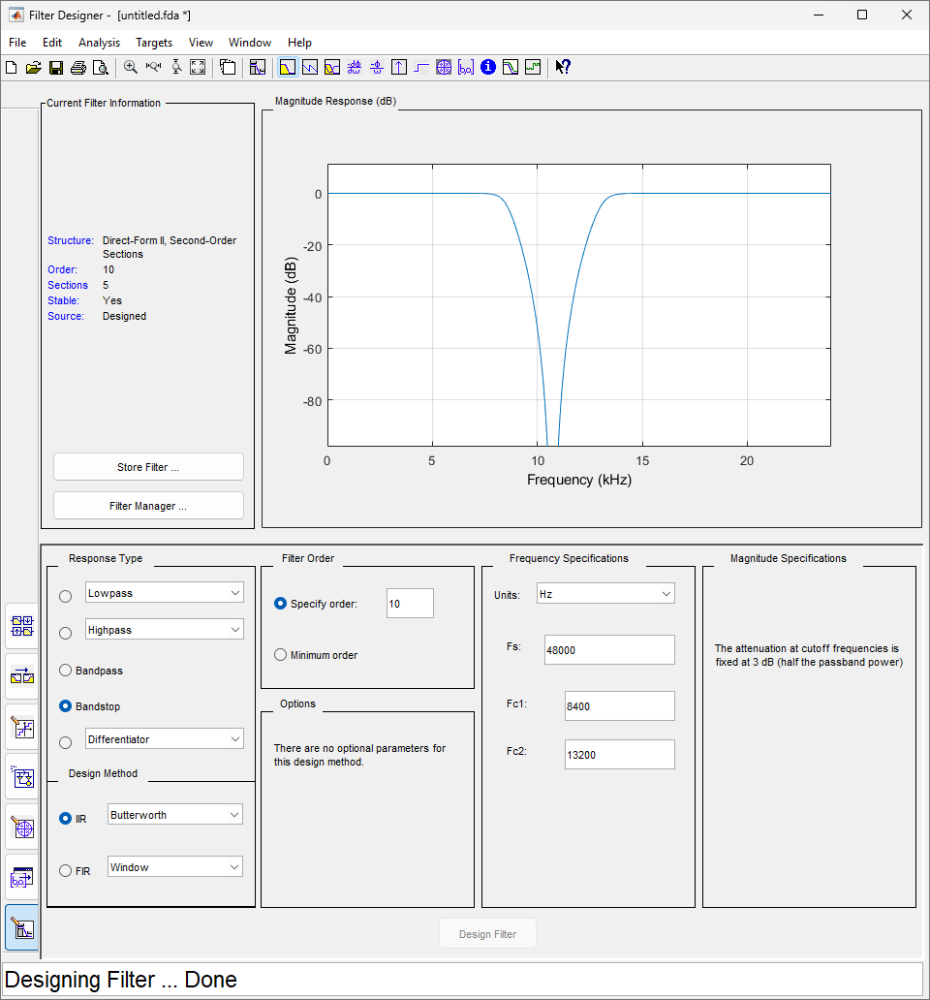 Filter Designer - [untitled.fda *]
File Edit Analysis Targets View Window Help
Current Filter Information
Structure: Direct-Form II, Second-Order
Sections
Order: 10
Sections 5
Stable: Yes
Source: Designed
Store Filter ...
Filter Manager ...
Magnitude Response (dB)
0
-20
-40
-60
-80
Magnitude (dB)
0 5 10 15 20
Frequency (kHz)
Response Type
Lowpass
Highpass
Bandpass
Bandstop
Differentiator
Design Method
IIR Butterworth
FIR Window
Filter Order
Specify order: 10
Minimum order
Options
There are no optional parameters for
this design method.
Frequency Specifications
Units: Hz
Fs: 48000
Fc1: 8400
Fc2: 13200
Magnitude Specifications
The attenuation at cutoff frequencies is
fixed at 3 dB (half the passband power)
Design Filter
Designing Filter ... Done